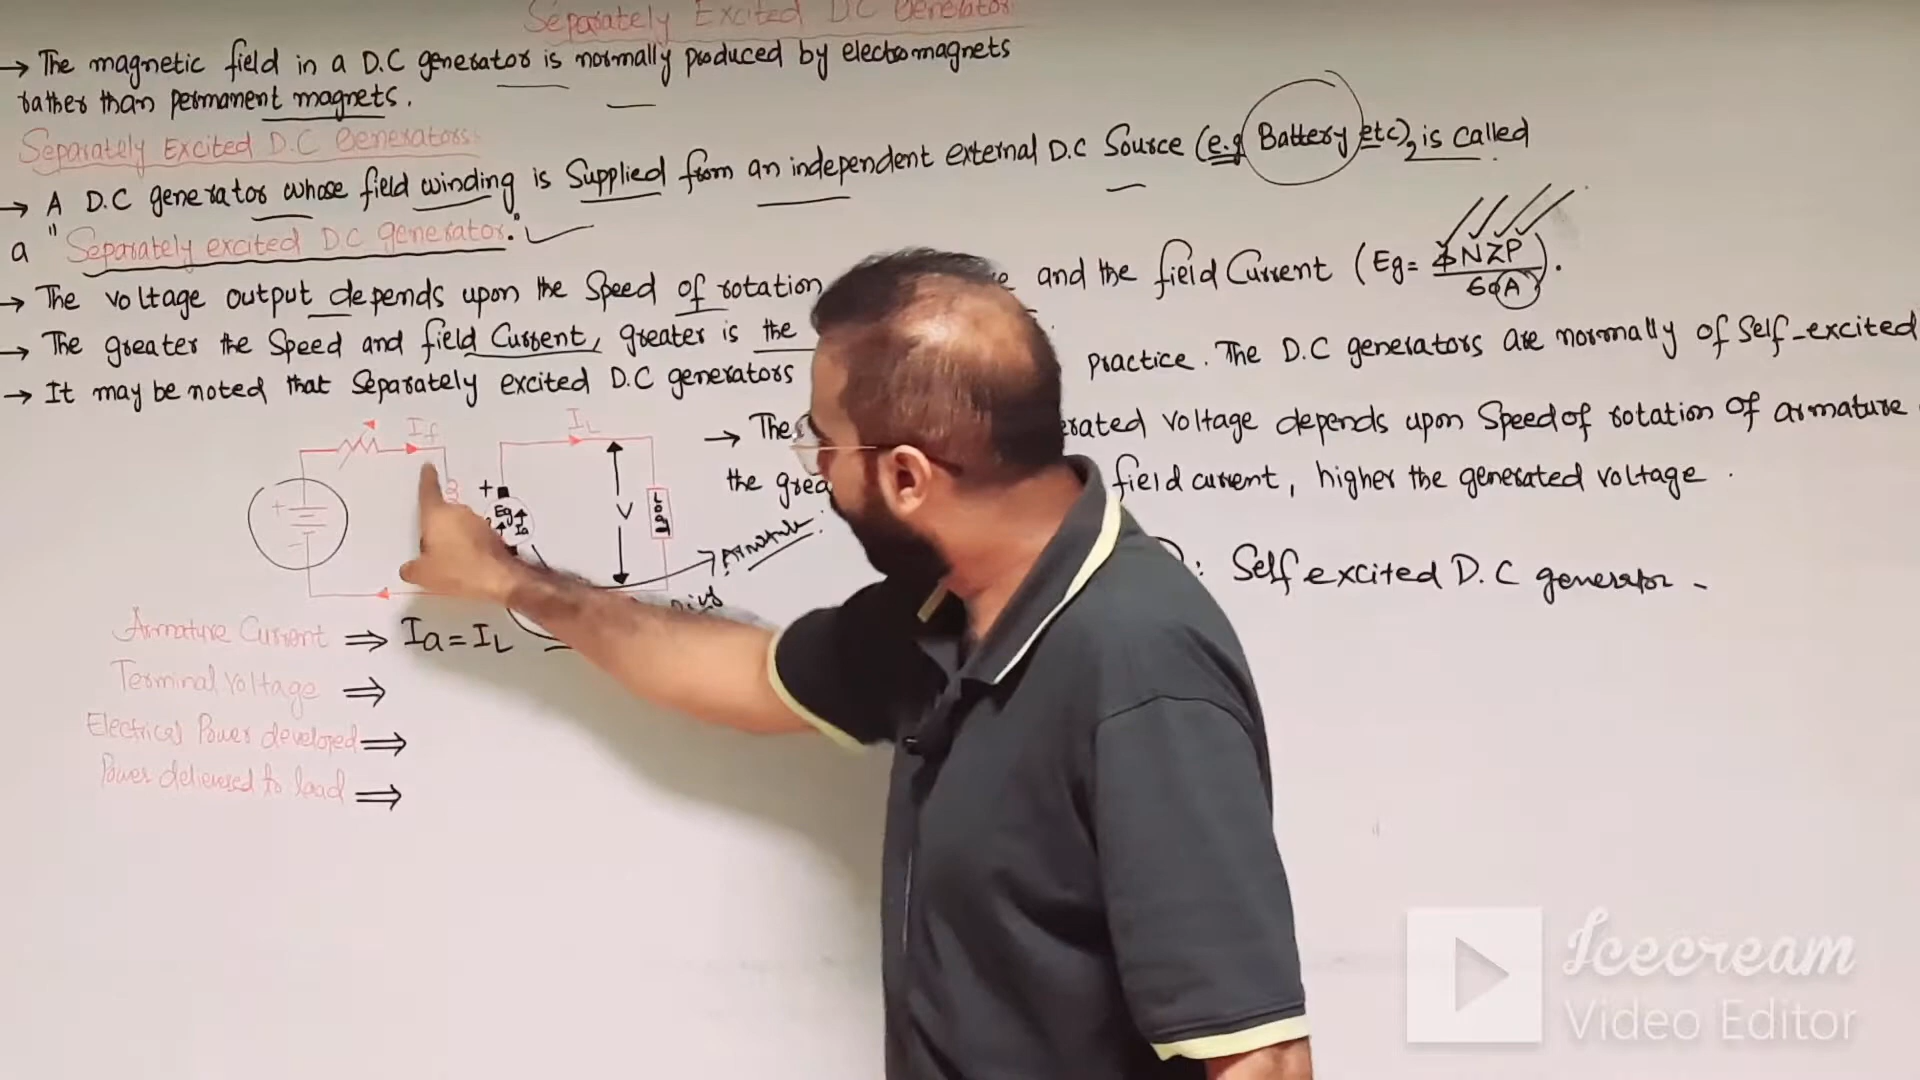 Separately Excited DC Generator
→ The magnetic field in a D.C generator is normally produced by electromagnets
rather than permanent magnets.
Separately Excited D.C Generators:
→ A D.C generator whose field winding is Supplied from an independent external D.C Source (e.g Battery etc), is called
a "Separately excited DC generator."
→ The voltage output depends upon the Speed of rotation and the field Current (Eg = ΦNZP / 60A).
→ The greater the Speed and field Current, greater is the
→ It may be noted that Separately excited D.C generators practice. The D.C generators are normally of Self-excited
→ The voltage depends upon Speed of rotation of armature
the field current, higher the generated voltage.
If
IL
+
+
-
Eg
Ia
V
Load
Armature
: Self excited D.C generator -
Armature Current ⇒ Ia = IL
Terminal Voltage ⇒
Electrical Power developed ⇒
Power delievered to load ⇒
Icecream
Video Editor